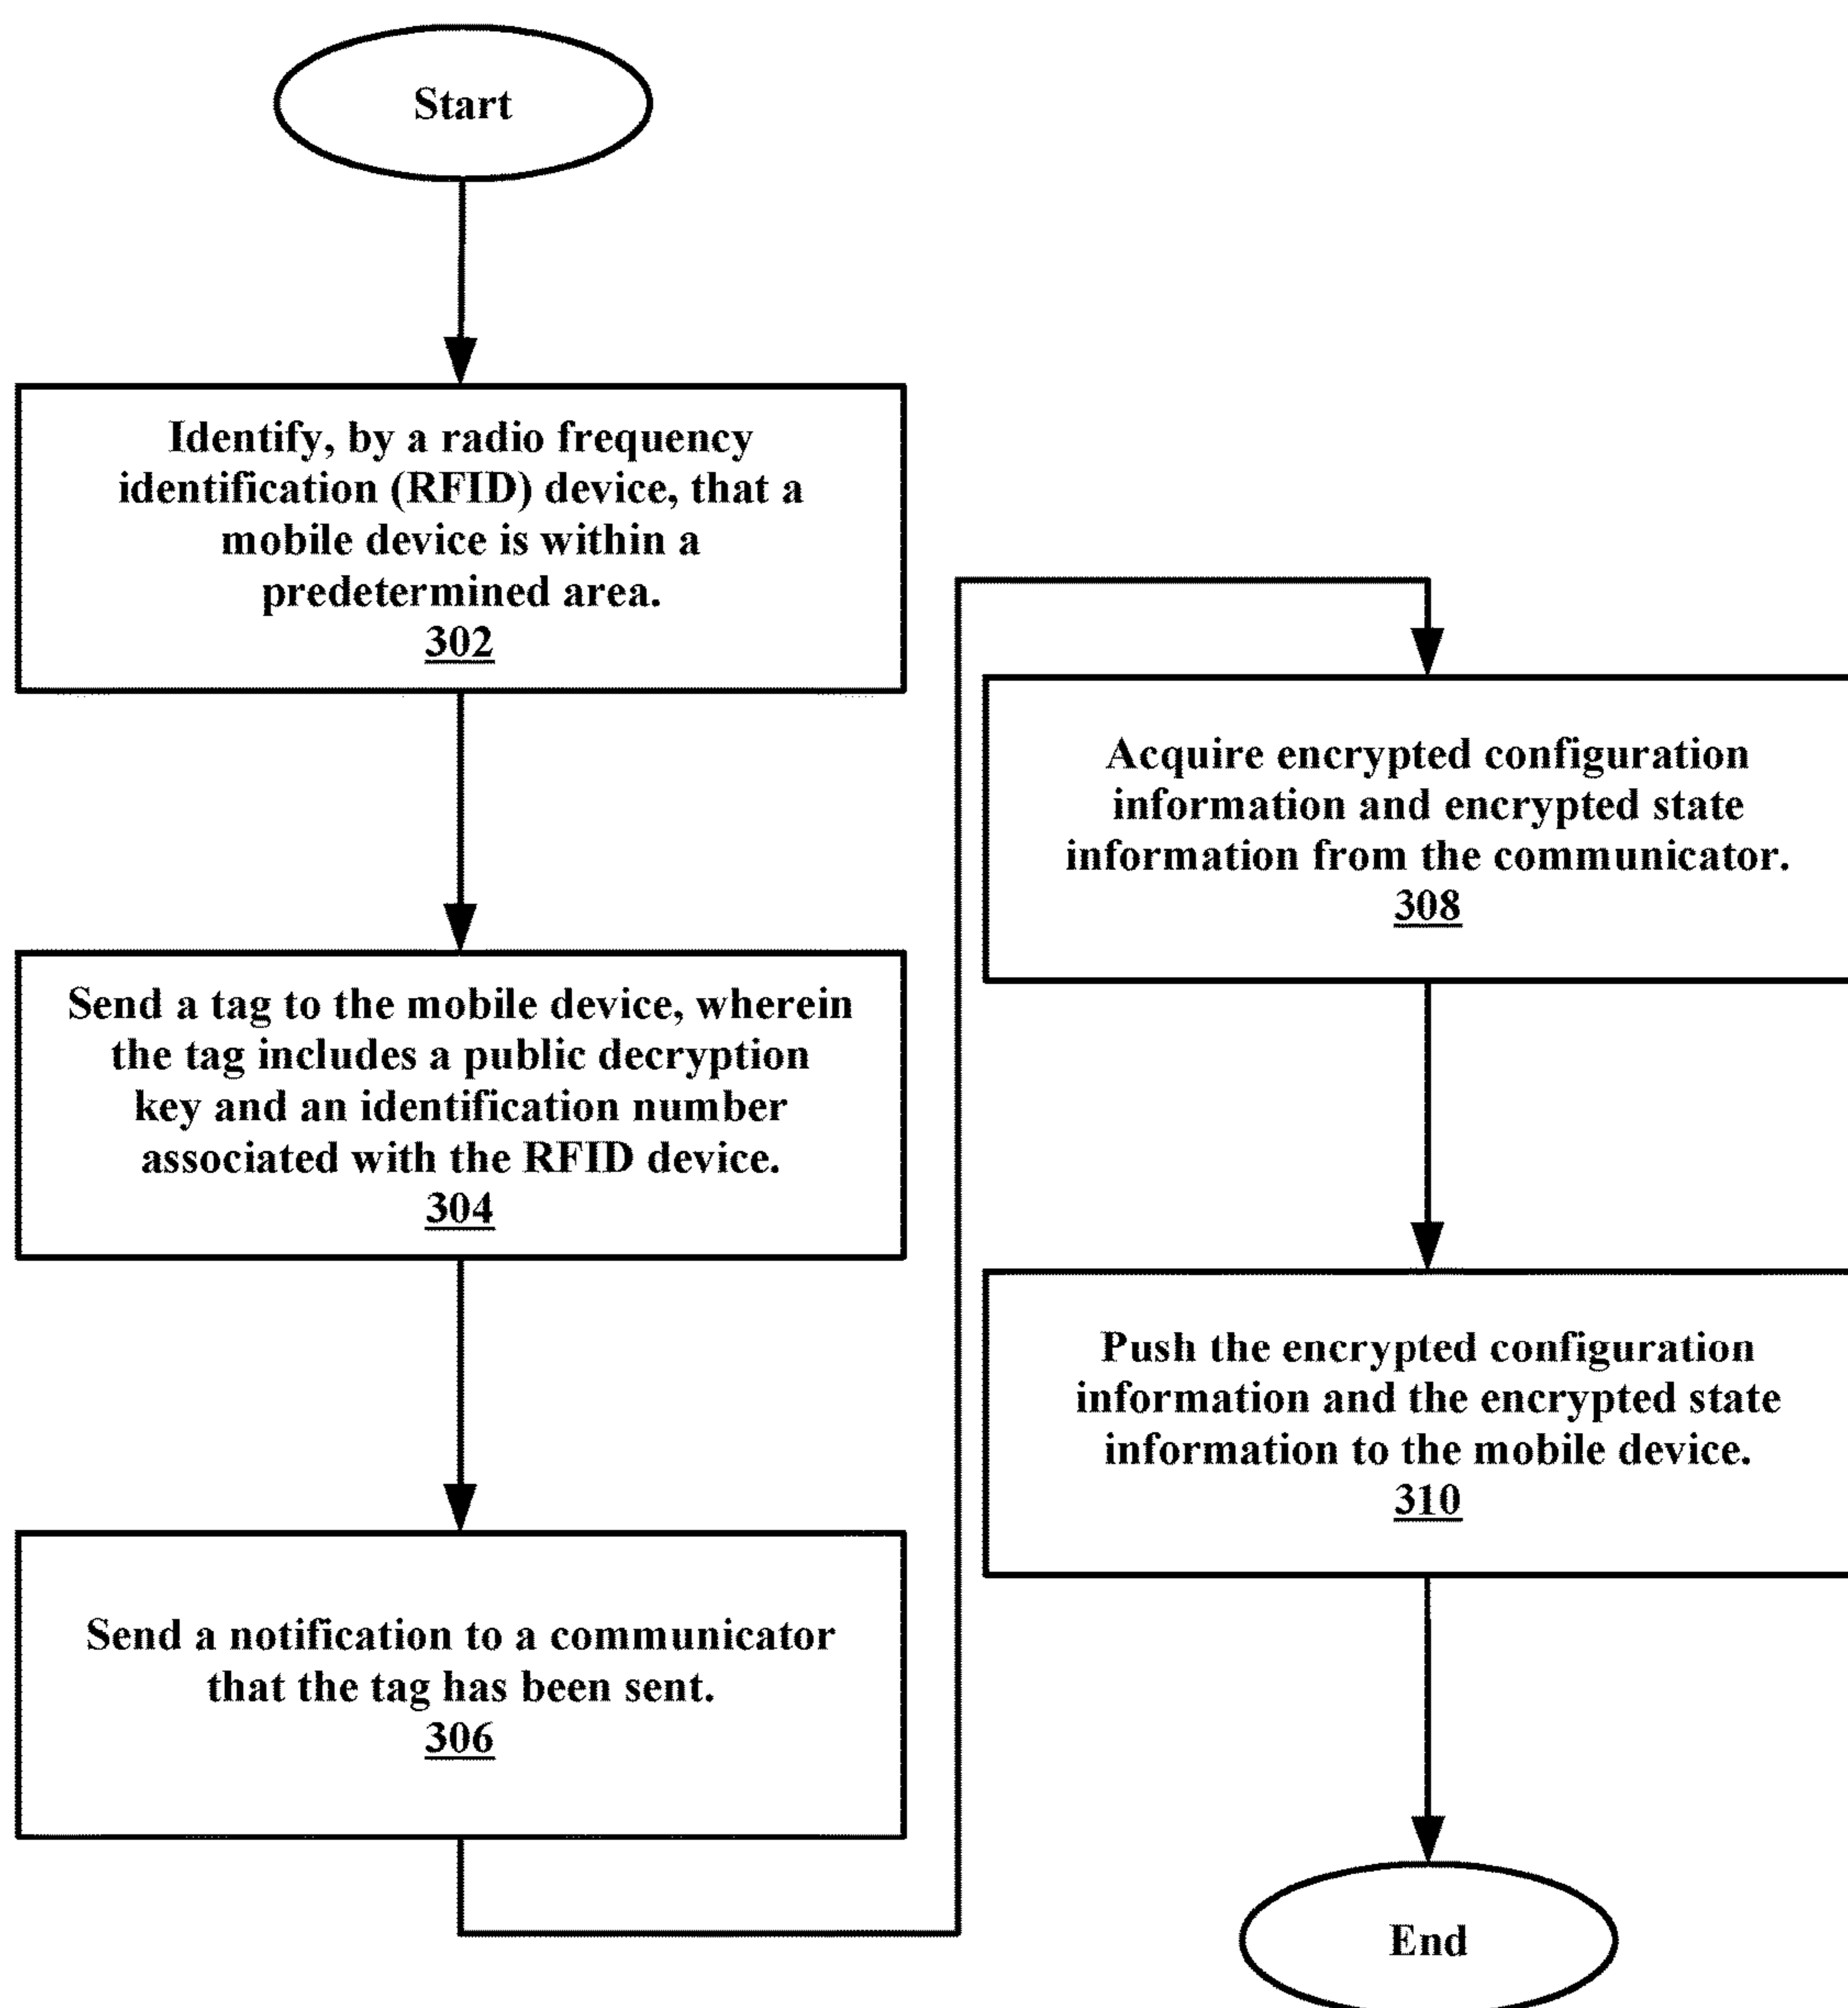 Start
Identify, by a radio frequency
identification (RFID) device, that a
mobile device is within a
predetermined area.
302
Send a tag to the mobile device, wherein
the tag includes a public decryption
key and an identification number
associated with the RFID device.
304
Send a notification to a communicator
that the tag has been sent.
306
Acquire encrypted configuration
information and encrypted state
information from the communicator.
308
Push the encrypted configuration
information and the encrypted state
information to the mobile device.
310
End